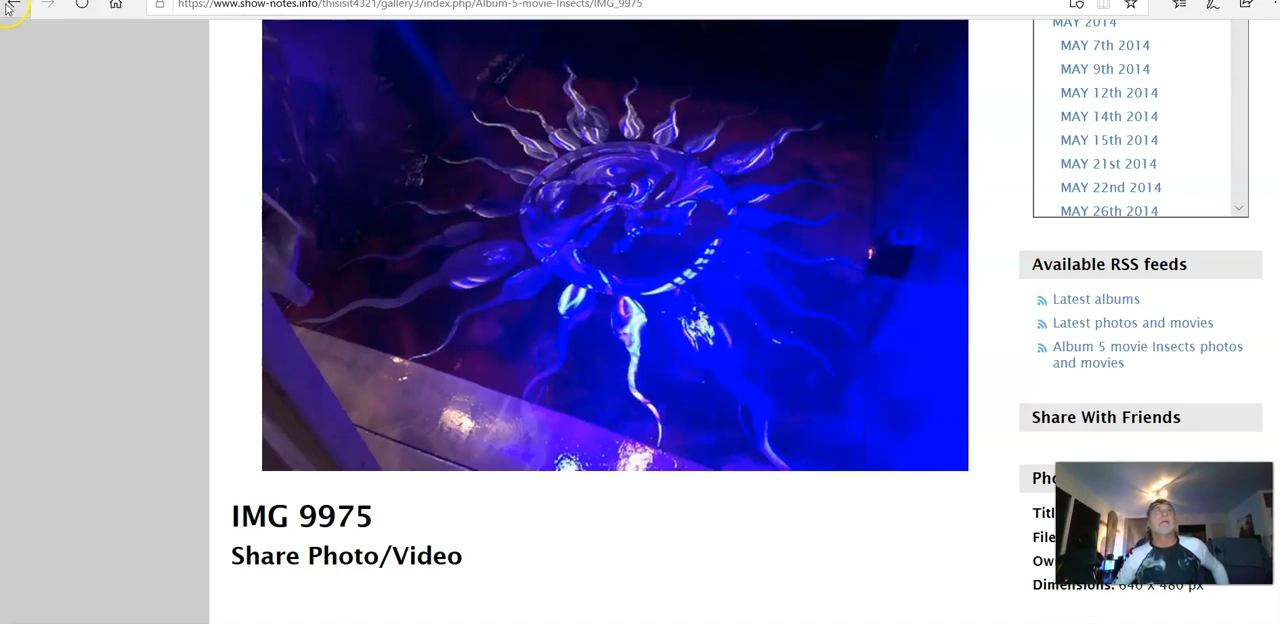 https://www.show-notes.info/thisisit4321/gallery3/index.php/Album-5-movie-Insects/IMG_9975
MAY 2014
MAY 7th 2014
MAY 9th 2014
MAY 12th 2014
MAY 14th 2014
MAY 15th 2014
MAY 21st 2014
MAY 22nd 2014
MAY 26th 2014
Available RSS feeds
Latest albums
Latest photos and movies
Album 5 movie Insects photos
and movies
Share With Friends
IMG 9975
Share Photo/Video
Dimensions: 640 x 480 px